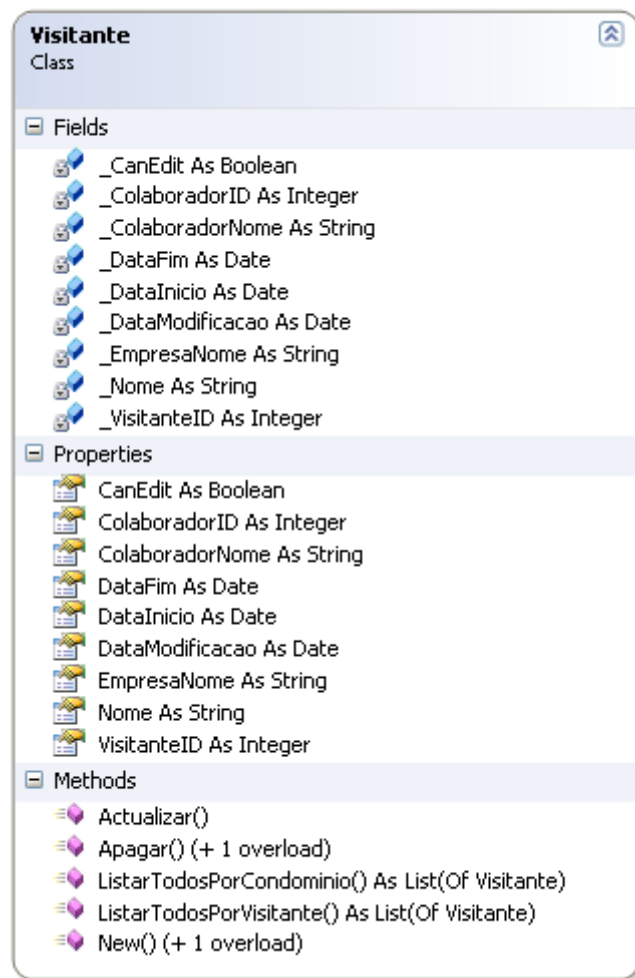 Visitante
Class
Fields
_CanEdit As Boolean
_ColaboradorID As Integer
_ColaboradorNome As String
_DataFim As Date
_DataInicio As Date
_DataModificacao As Date
_EmpresaNome As String
_Nome As String
_VisitanteID As Integer
Properties
CanEdit As Boolean
ColaboradorID As Integer
ColaboradorNome As String
DataFim As Date
DataInicio As Date
DataModificacao As Date
EmpresaNome As String
Nome As String
VisitanteID As Integer
Methods
Actualizar()
Apagar() (+ 1 overload)
ListarTodosPorCondominio() As List(Of Visitante)
ListarTodosPorVisitante() As List(Of Visitante)
New() (+ 1 overload)